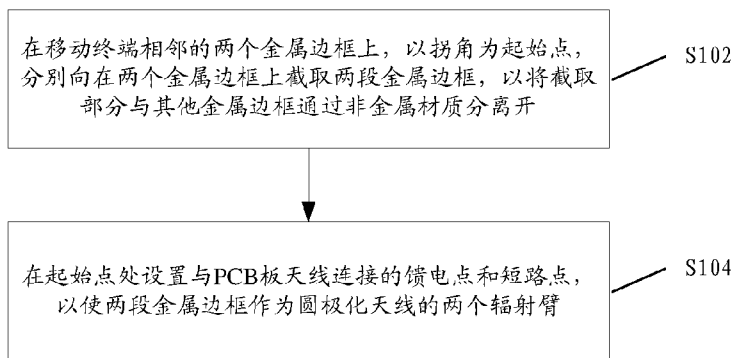 在移动终端相邻的两个金属边框上，以拐角为起始点，
分别向在两个金属边框上截取两段金属边框，以将截取
部分与其他金属边框通过非金属材质分离开
S102
在起始点处设置与PCB板天线连接的馈电点和短路点，
以使两段金属边框作为圆极化天线的两个辐射臂
S104